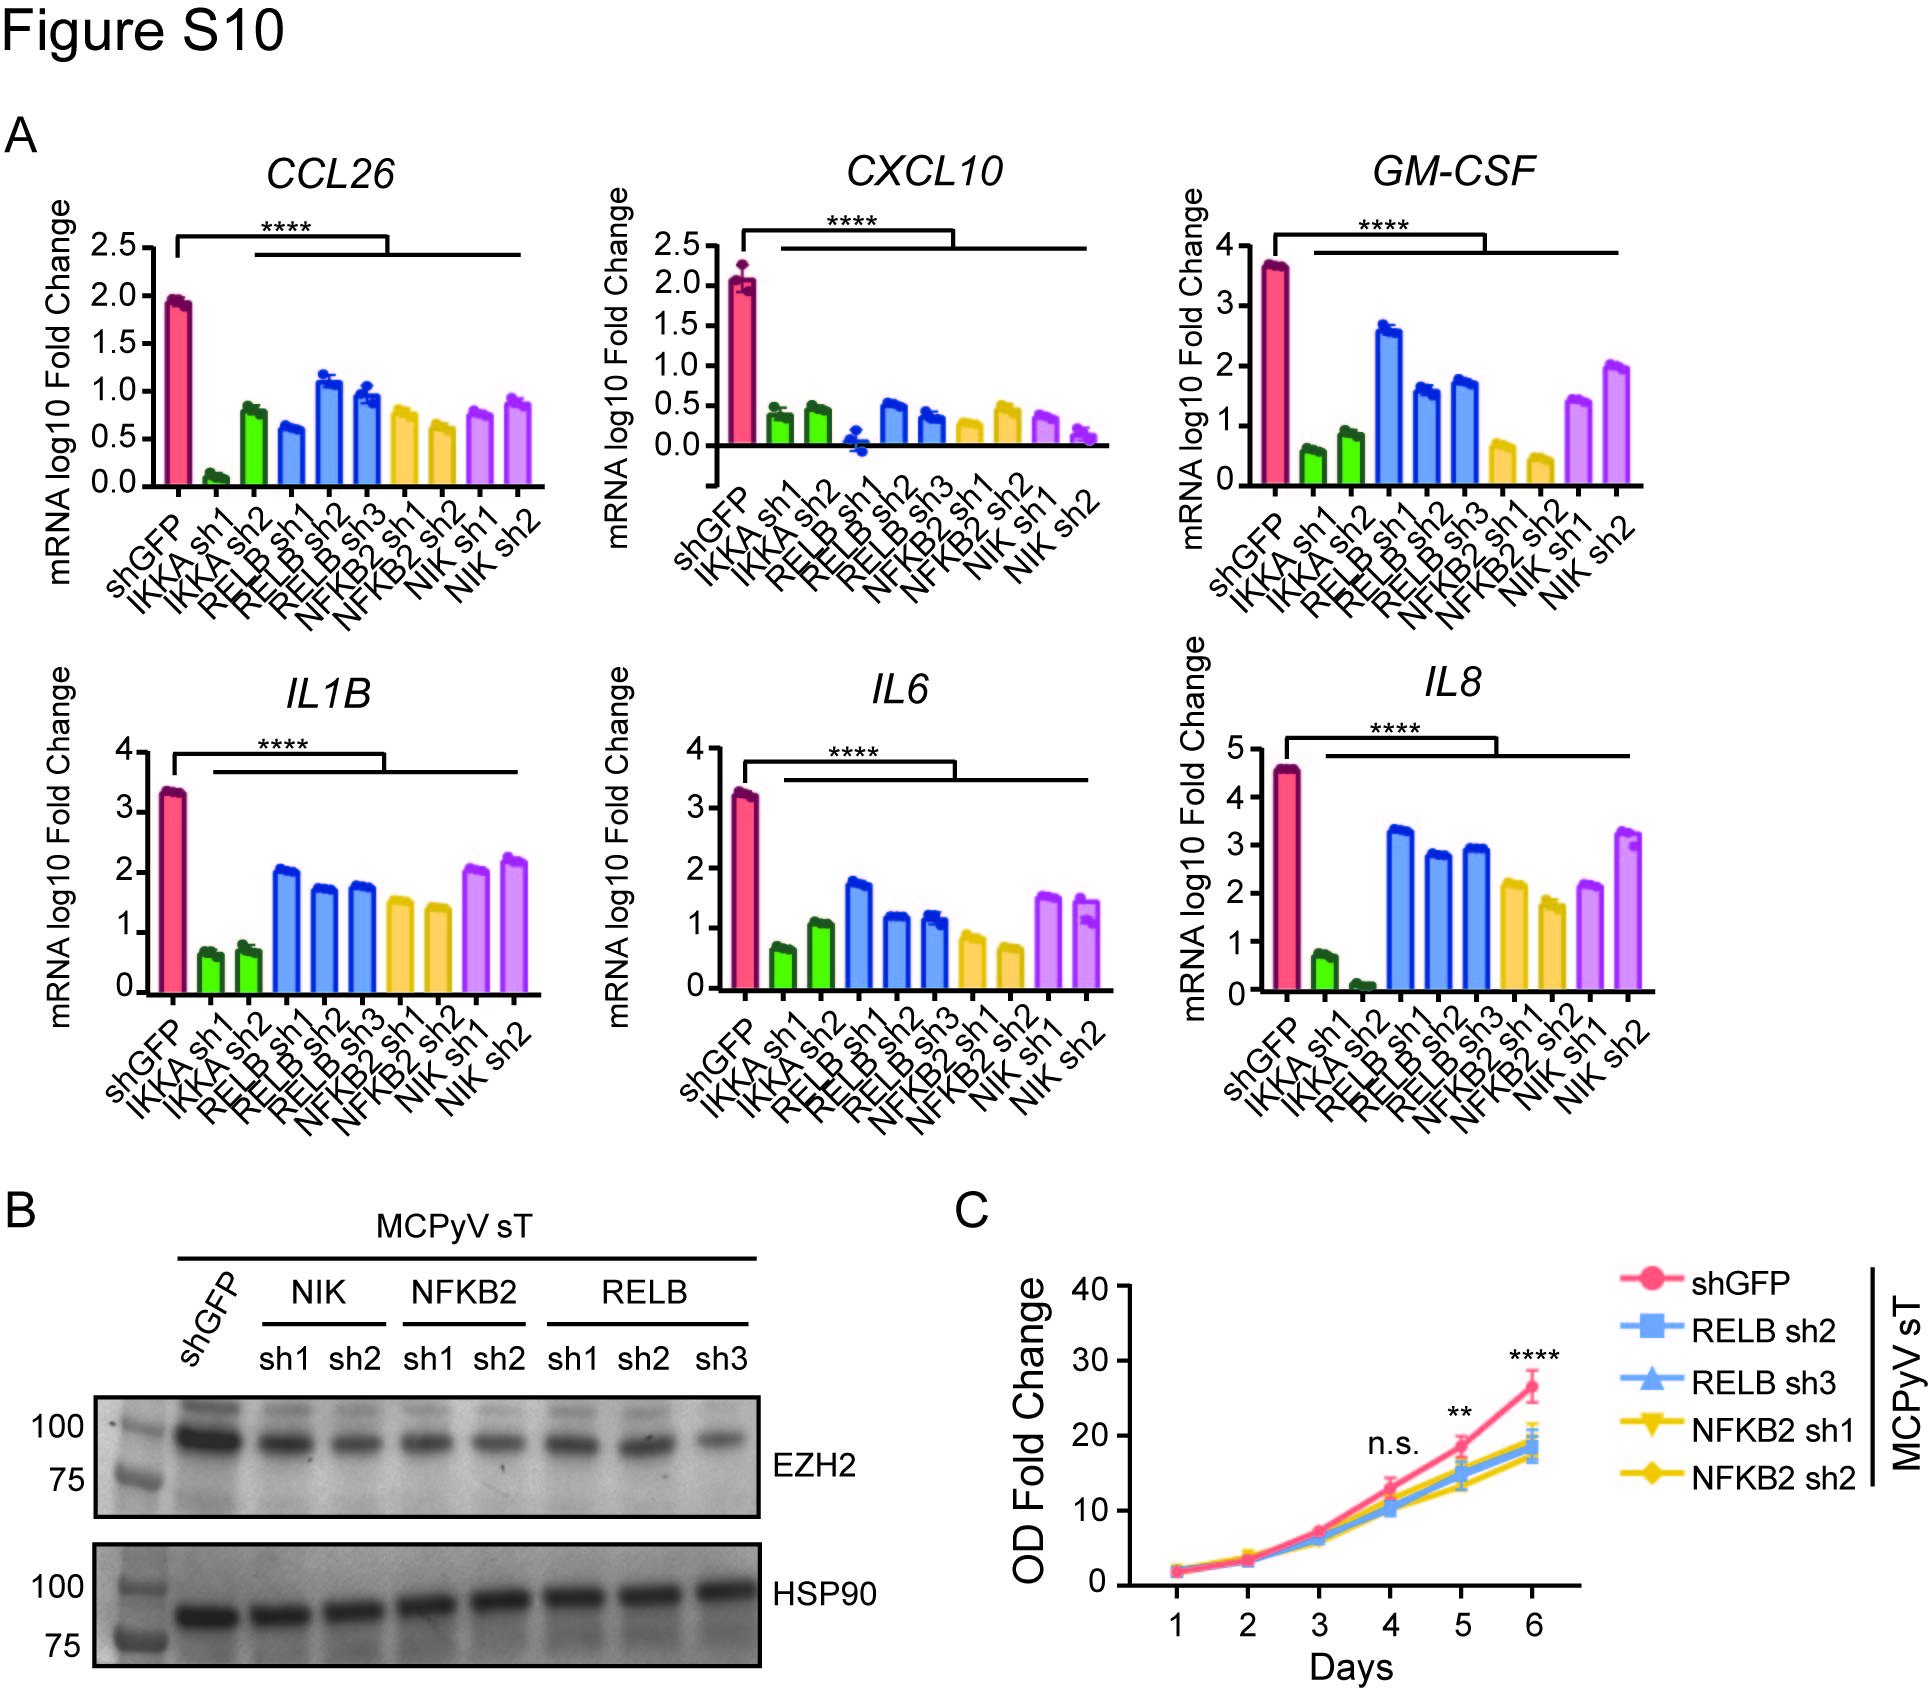 Figure S10
A
CCL26
mRNA log10 Fold Change
2.5
2.0
1.5
1.0
0.5
0.0
****
shGFP
IKKA sh1
IKKA sh2
RELB sh1
RELB sh2
RELB sh3
NFKB2 sh1
NFKB2 sh2
NIK sh1
NIK sh2
CXCL10
mRNA log10 Fold Change
2.5
2.0
1.5
1.0
0.5
0.0
****
shGFP
IKKA sh1
IKKA sh2
RELB sh1
RELB sh2
RELB sh3
NFKB2 sh1
NFKB2 sh2
NIK sh1
NIK sh2
GM-CSF
mRNA log10 Fold Change
4
3
2
1
0
****
shGFP
IKKA sh1
IKKA sh2
RELB sh1
RELB sh2
RELB sh3
NFKB2 sh1
NFKB2 sh2
NIK sh1
NIK sh2
IL1B
mRNA log10 Fold Change
4
3
2
1
0
****
shGFP
IKKA sh1
IKKA sh2
RELB sh1
RELB sh2
RELB sh3
NFKB2 sh1
NFKB2 sh2
NIK sh1
NIK sh2
IL6
mRNA log10 Fold Change
4
3
2
1
0
****
shGFP
IKKA sh1
IKKA sh2
RELB sh1
RELB sh2
RELB sh3
NFKB2 sh1
NFKB2 sh2
NIK sh1
NIK sh2
IL8
mRNA log10 Fold Change
5
4
3
2
1
0
****
shGFP
IKKA sh1
IKKA sh2
RELB sh1
RELB sh2
RELB sh3
NFKB2 sh1
NFKB2 sh2
NIK sh1
NIK sh2
B
MCPyV sT
shGFP
NIK NFKB2 RELB
sh1 sh2 sh1 sh2 sh1 sh2 sh3
100
75
EZH2
100
75
HSP90
C
OD Fold Change
40
30
20
10
0
n.s.
**
****
1 2 3 4 5 6
Days
shGFP
RELB sh2
RELB sh3
NFKB2 sh1
NFKB2 sh2
MCPyV sT